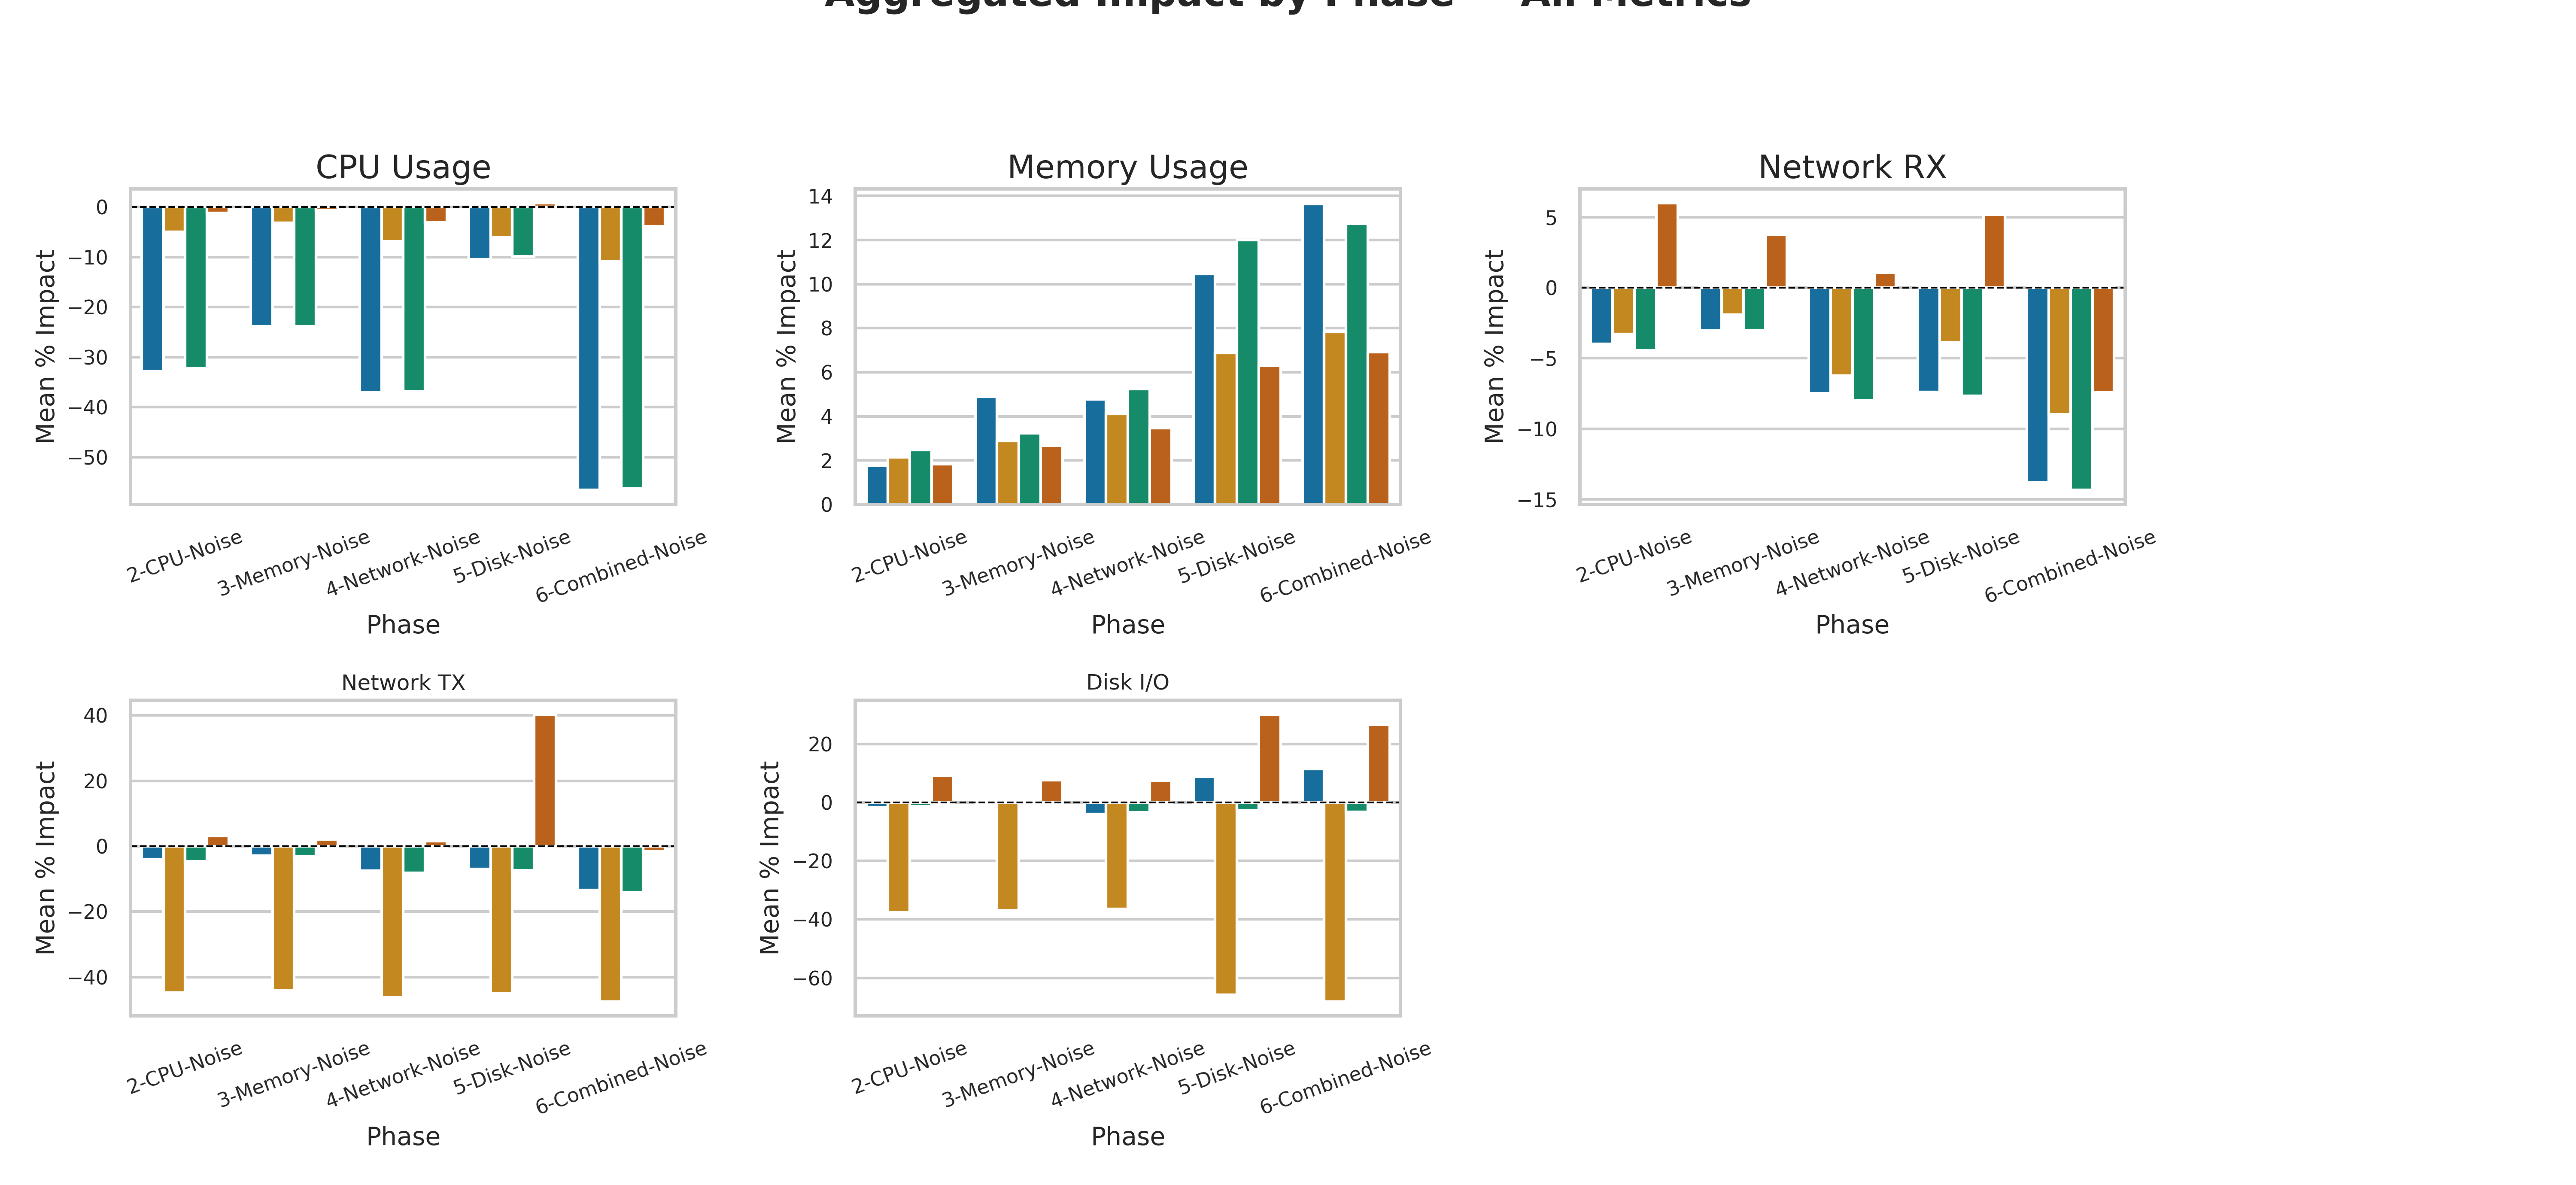 Aggregated Impact by Phase — All Metrics
CPU Usage
Mean % Impact
0
−10
−20
−30
−40
−50
2-CPU-Noise
3-Memory-Noise
4-Network-Noise
5-Disk-Noise
6-Combined-Noise
Phase
Memory Usage
Mean % Impact
14
12
10
8
6
4
2
0
2-CPU-Noise
3-Memory-Noise
4-Network-Noise
5-Disk-Noise
6-Combined-Noise
Phase
Network RX
Mean % Impact
5
0
−5
−10
−15
2-CPU-Noise
3-Memory-Noise
4-Network-Noise
5-Disk-Noise
6-Combined-Noise
Phase
Network TX
Mean % Impact
40
20
0
−20
−40
2-CPU-Noise
3-Memory-Noise
4-Network-Noise
5-Disk-Noise
6-Combined-Noise
Phase
Disk I/O
Mean % Impact
20
0
−20
−40
−60
2-CPU-Noise
3-Memory-Noise
4-Network-Noise
5-Disk-Noise
6-Combined-Noise
Phase